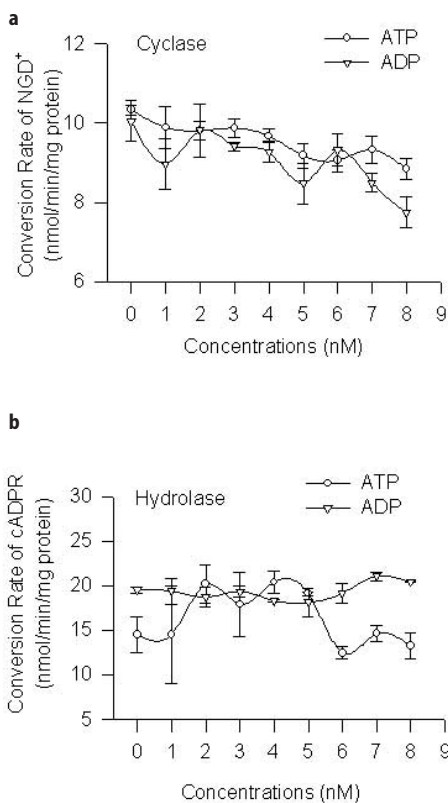 a
Cyclase
ATP
ADP
Conversion Rate of NGD+
(nmol/min/mg protein)
12
10
8
6
0 1 2 3 4 5 6 7 8 9
Concentrations (nM)
b
Hydrolase
ATP
ADP
Conversion Rate of cADPR
(nmol/min/mg protein)
30
25
20
15
10
5
0 1 2 3 4 5 6 7 8 9
Concentrations (nM)